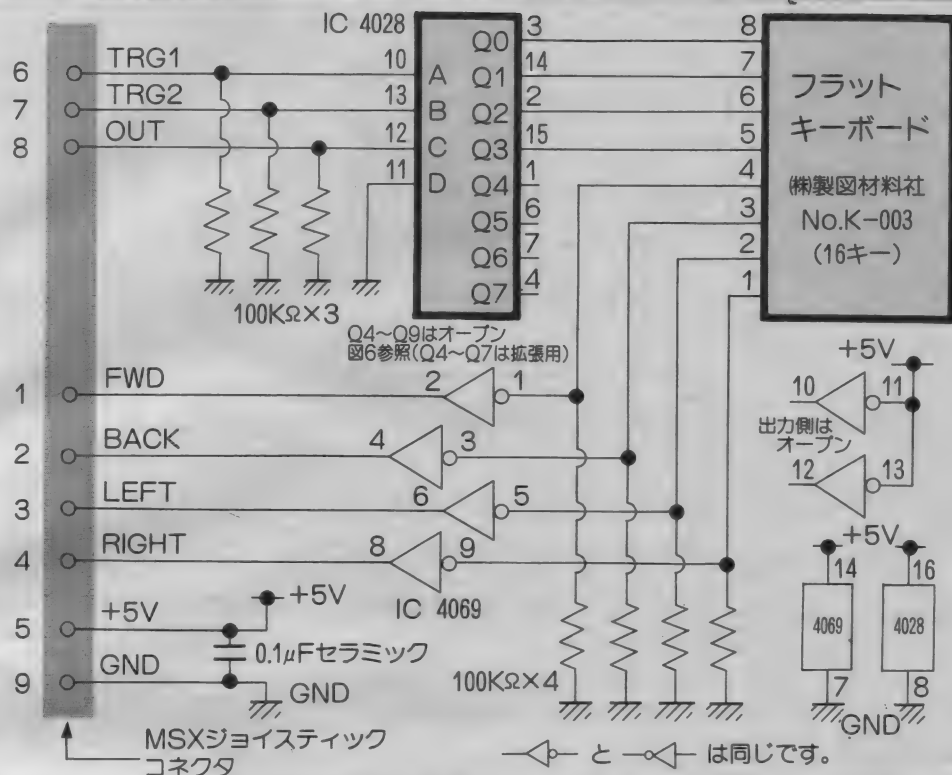 IC 4028
6 TRG1
7 TRG2
8 OUT
10 A
13 B
12 C
11 D
Q0 3
Q1 14
Q2 2
Q3 15
Q4 1
Q5 6
Q6 7
Q7 4
8
7
6
5
4
3
2
1
フラット
キーボード
㈱製図材料社
No.K-003
(16キー)
100KΩ×3
Q4〜Q9はオープン
図6参照(Q4〜Q7は拡張用)
1 FWD 2 1
2 BACK 4 3
3 LEFT 6 5
4 RIGHT 8 9
IC 4069
5 +5V
+5V
0.1μFセラミック
9 GND
GND
100KΩ×4
+5V
10 11
出力側は
オープン
12 13
+5V
14 16
4069 4028
7 8
GND
MSXジョイスティック
コネクタ
と は同じです。